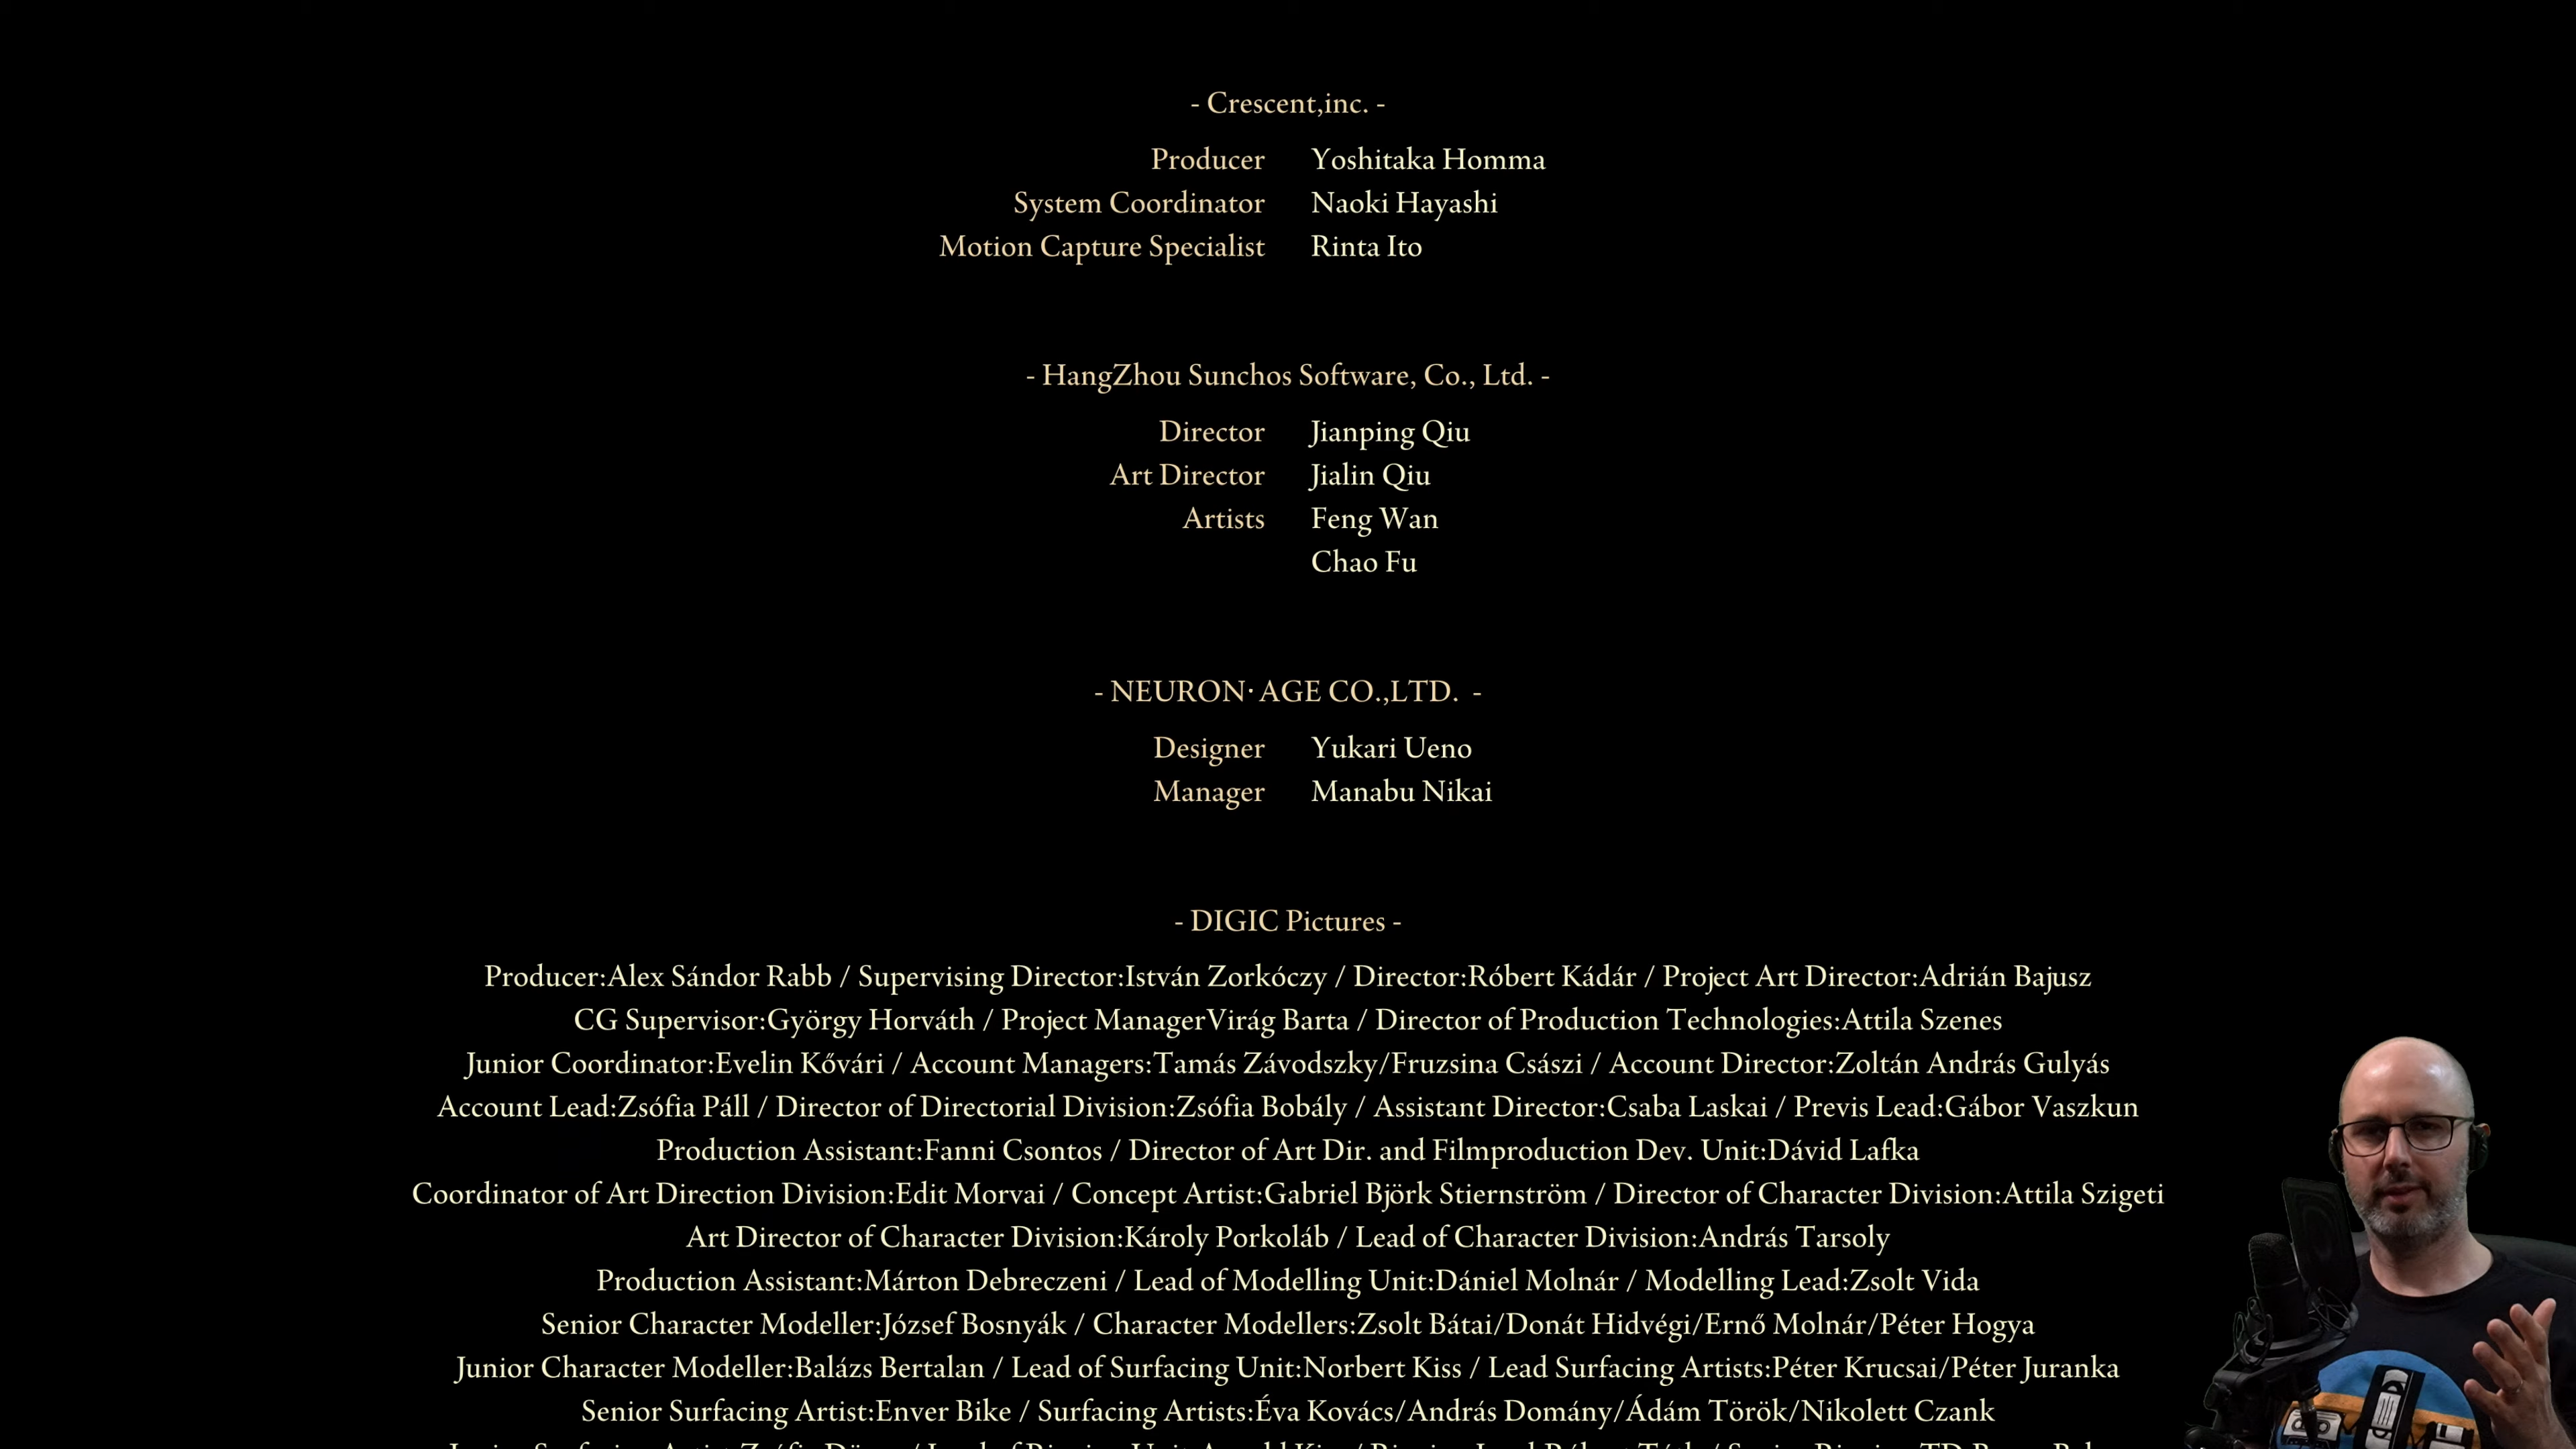 - Crescent,inc. -
Producer Yoshitaka Homma
System Coordinator Naoki Hayashi
Motion Capture Specialist Rinta Ito
- HangZhou Sunchos Software, Co., Ltd. -
Director Jianping Qiu
Art Director Jialin Qiu
Artists Feng Wan
Chao Fu
- NEURON·AGE CO.,LTD. -
Designer Yukari Ueno
Manager Manabu Nikai
- DIGIC Pictures -
Producer:Alex Sándor Rabb / Supervising Director:István Zorkóczy / Director:Róbert Kádár / Project Art Director:Adrián Bajusz
CG Supervisor:György Horváth / Project ManagerVirág Barta / Director of Production Technologies:Attila Szenes
Junior Coordinator:Evelin Kővári / Account Managers:Tamás Závodszky/Fruzsina Császi / Account Director:Zoltán András Gulyás
Account Lead:Zsófia Páll / Director of Directorial Division:Zsófia Bobály / Assistant Director:Csaba Laskai / Previs Lead:Gábor Vaszkun
Production Assistant:Fanni Csontos / Director of Art Dir. and Filmproduction Dev. Unit:Dávid Lafka
Coordinator of Art Direction Division:Edit Morvai / Concept Artist:Gabriel Björk Stiernström / Director of Character Division:Attila Szigeti
Art Director of Character Division:Károly Porkoláb / Lead of Character Division:András Tarsoly
Production Assistant:Márton Debreczeni / Lead of Modelling Unit:Dániel Molnár / Modelling Lead:Zsolt Vida
Senior Character Modeller:József Bosnyák / Character Modellers:Zsolt Bátai/Donát Hidvégi/Ernő Molnár/Péter Hogya
Junior Character Modeller:Balázs Bertalan / Lead of Surfacing Unit:Norbert Kiss / Lead Surfacing Artists:Péter Krucsai/Péter Juranka
Senior Surfacing Artist:Enver Bike / Surfacing Artists:Éva Kovács/András Domány/Ádám Török/Nikolett Czank